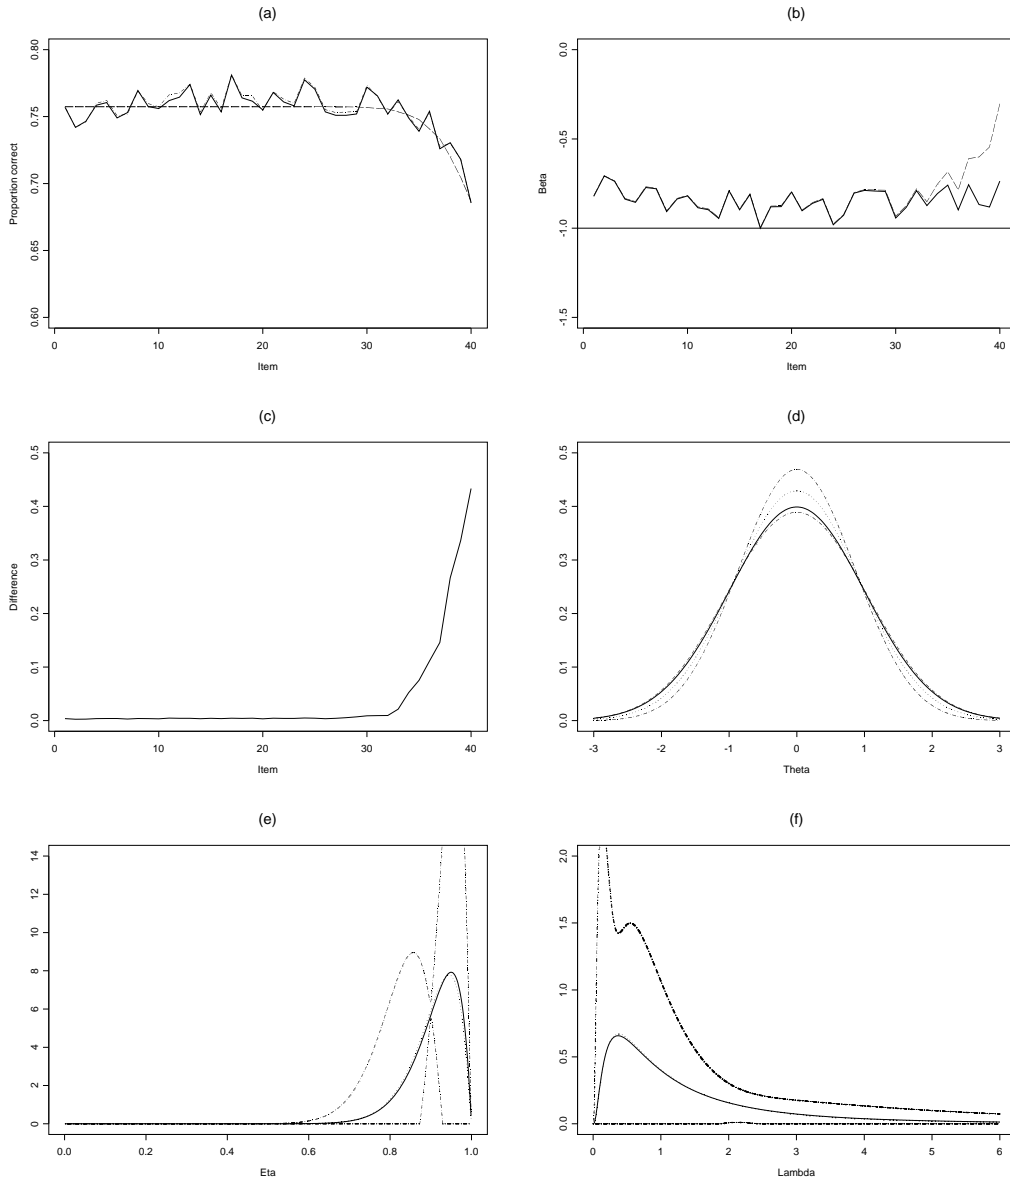 (a)
Proportion correct
0.60 0.65 0.70 0.75 0.80
0 10 20 30 40
Item
(b)
Beta
-1.5 -1.0 -0.5 0.0
0 10 20 30 40
Item
(c)
Difference
0.0 0.1 0.2 0.3 0.4 0.5
0 10 20 30 40
Item
(d)
0.0 0.1 0.2 0.3 0.4 0.5
-3 -2 -1 0 1 2 3
Theta
(e)
0 2 4 6 8 10 12 14
0.0 0.2 0.4 0.6 0.8 1.0
Eta
(f)
0.0 0.5 1.0 1.5 2.0
0 1 2 3 4 5 6
Lambda